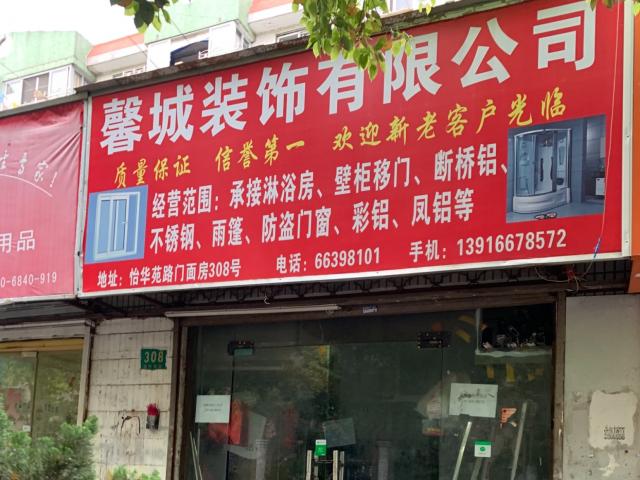 馨城装饰有限公司
质量保证 信誉第一 欢迎新老客户光临
经营范围：承接淋浴房、壁柜移门、断桥铝、
不锈钢、雨篷、防盗门窗、彩铝、凤铝等
地址：怡华苑路门面房308号 电话：66398101 手机：13916678572
专家！
用品
0-6840-919
308